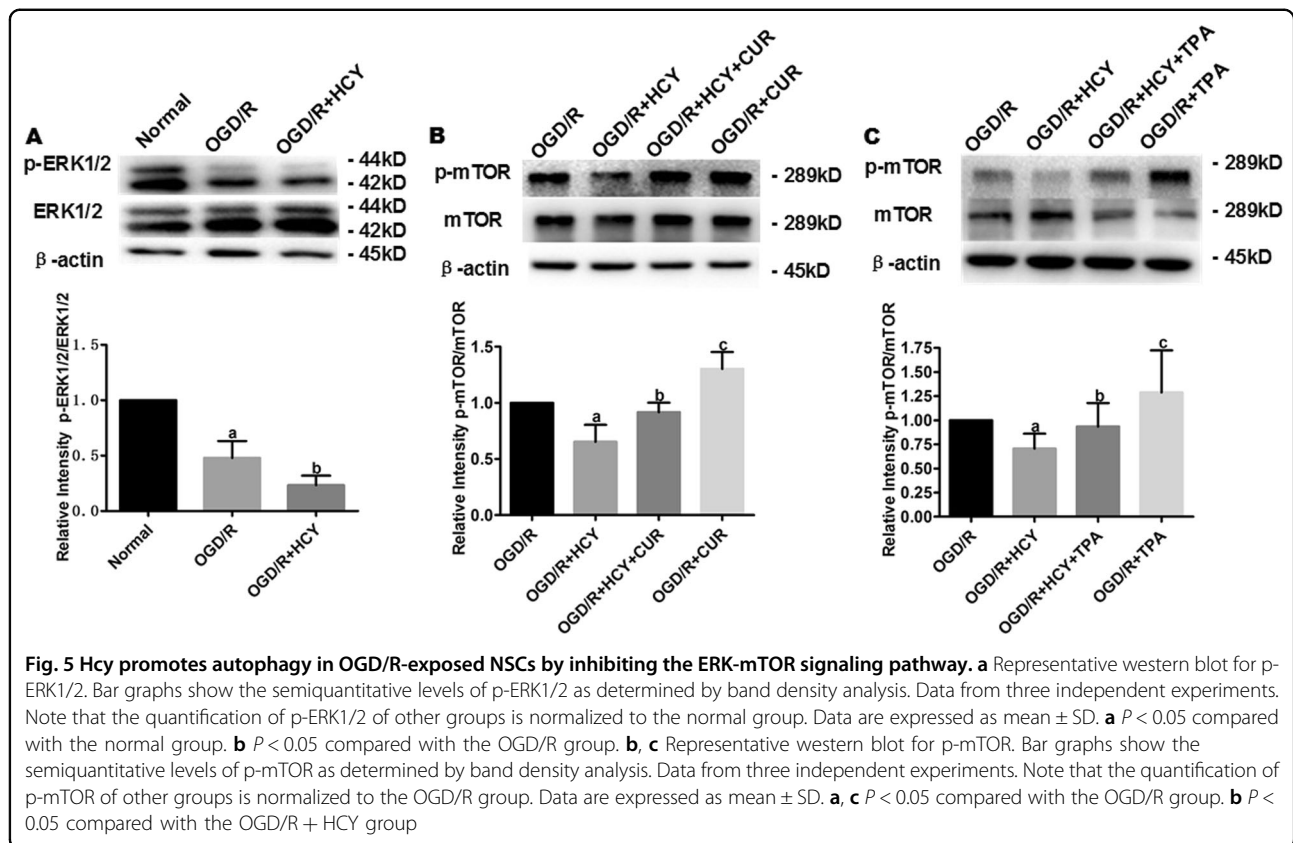 A
Normal
OGD/R
OGD/R+HCY
p-ERK1/2
- 44kD
- 42kD
ERK1/2
- 44kD
- 42kD
β-actin
- 45kD
Relative Intensity p-ERK1/2/ERK1/2
1.5
1.0
0.5
0.0
a
b
Normal
OGD/R
OGD/R+HCY
B
OGD/R
OGD/R+HCY
OGD/R+HCY+CUR
OGD/R+CUR
p-mTOR
- 289kD
mTOR
- 289kD
β-actin
- 45kD
Relative Intensity p-mTOR/mTOR
1.5
1.0
0.5
0.0
a
b
c
OGD/R
OGD/R+HCY
OGD/R+HCY+CUR
OGD/R+CUR
C
OGD/R
OGD/R+HCY
OGD/R+HCY+TPA
OGD/R+TPA
p-mTOR
- 289kD
mTOR
- 289kD
β-actin
- 45kD
Relative Intensity p-mTOR/mTOR
1.75
1.50
1.25
1.00
0.75
0.50
0.25
0.00
a
b
c
OGD/R
OGD/R+HCY
OGD/R+HCY+TPA
OGD/R+TPA
Fig. 5 Hcy promotes autophagy in OGD/R-exposed NSCs by inhibiting the ERK-mTOR signaling pathway. a Representative western blot for p-
ERK1/2. Bar graphs show the semiquantitative levels of p-ERK1/2 as determined by band density analysis. Data from three independent experiments.
Note that the quantification of p-ERK1/2 of other groups is normalized to the normal group. Data are expressed as mean ± SD. a P < 0.05 compared
with the normal group. b P < 0.05 compared with the OGD/R group. b, c Representative western blot for p-mTOR. Bar graphs show the
semiquantitative levels of p-mTOR as determined by band density analysis. Data from three independent experiments. Note that the quantification of
p-mTOR of other groups is normalized to the OGD/R group. Data are expressed as mean ± SD. a, c P < 0.05 compared with the OGD/R group. b P <
0.05 compared with the OGD/R + HCY group